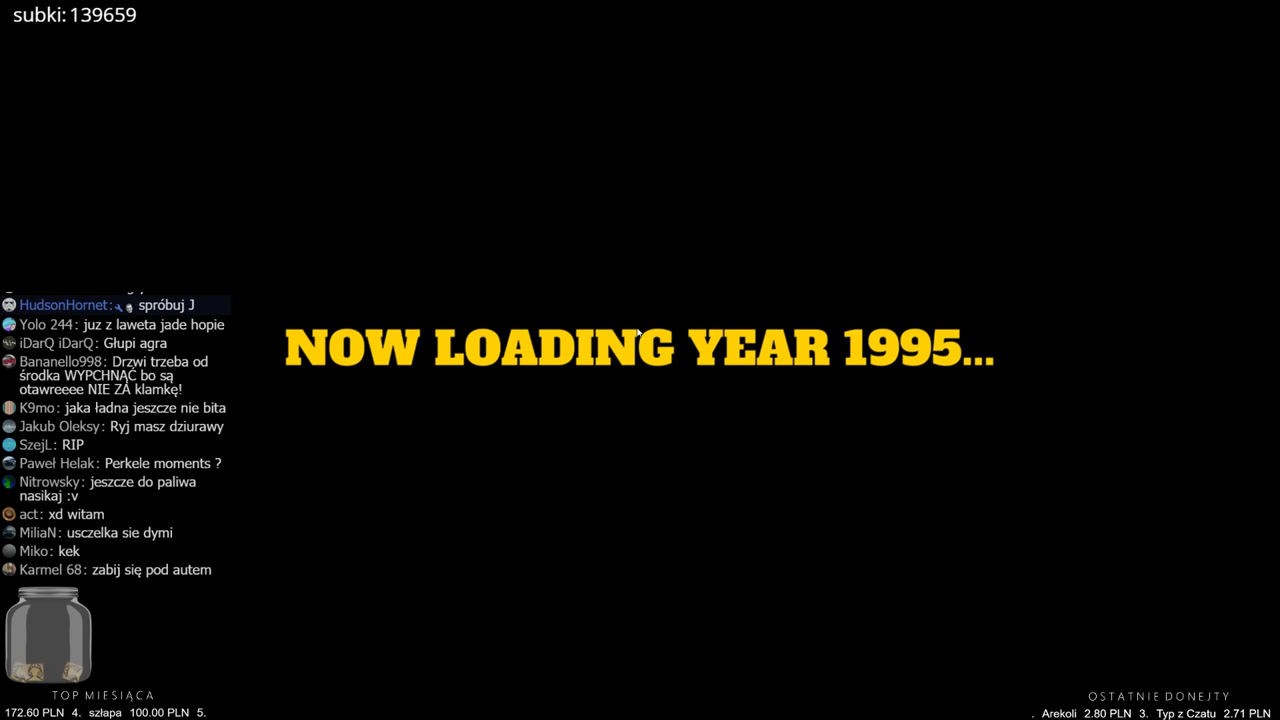 subki: 139659
HudsonHornet: spróbuj J
Yolo 244: juz z laweta jade hopie
iDarQ iDarQ: Głupi agra
Bananello998: Drzwi trzeba od
środka WYPCHNĄĆ bo są
otawreeee NIE ZA klamkę!
K9mo: jaka ładna jeszcze nie bita
Jakub Oleksy: Ryj masz dziurawy
SzejL: RIP
Paweł Helak: Perkele moments ?
Nitrowsky: jeszcze do paliwa
nasikaj :v
act: xd witam
MiliaN: usczelka sie dymi
Miko: kek
Karmel 68: zabij się pod autem
NOW LOADING YEAR 1995...
TOP MIESIĄCA
172.60 PLN 4. szłapa 100.00 PLN 5.
OSTATNIE DONEJTY
. Arekoli 2.80 PLN 3. Typ z Czatu 2.71 PLN